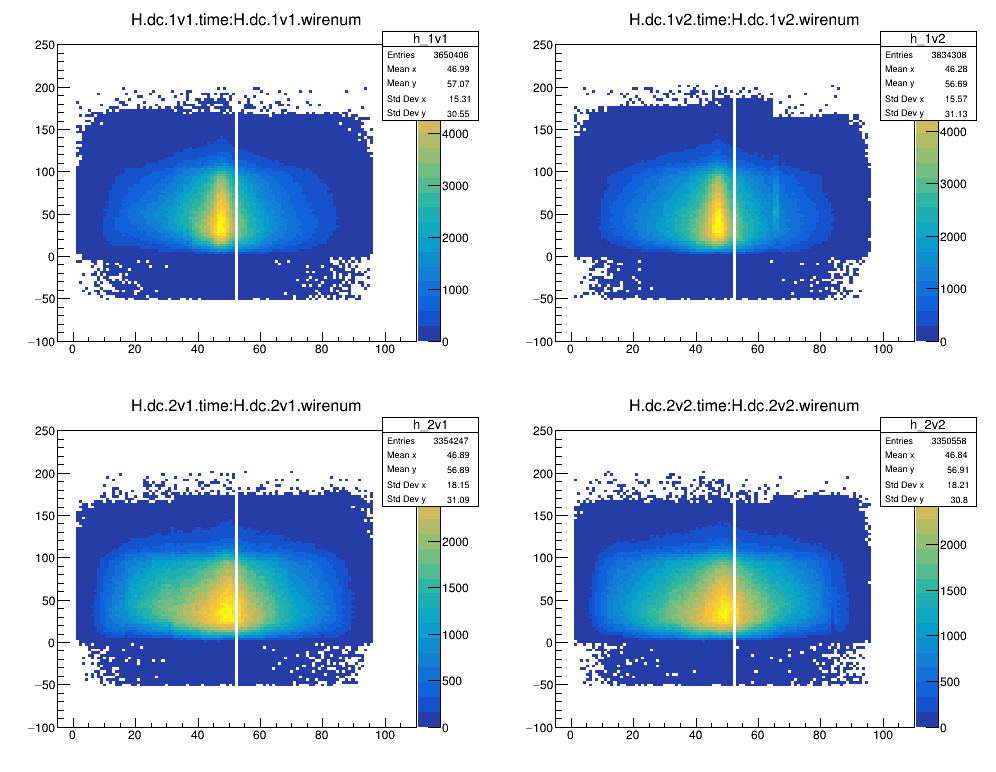 H.dc.1v1.time:H.dc.1v1.wirenum
h_1v1
Entries 3650406
Mean x 46.99
Mean y 57.07
Std Dev x 15.31
Std Dev y 30.55
250
200
150
100
50
0
−50
−100
0 20 40 60 80 100
4000
3000
2000
1000
0
H.dc.1v2.time:H.dc.1v2.wirenum
h_1v2
Entries 3834308
Mean x 46.28
Mean y 56.69
Std Dev x 15.57
Std Dev y 31.13
250
200
150
100
50
0
−50
−100
0 20 40 60 80 100
4000
3000
2000
1000
0
H.dc.2v1.time:H.dc.2v1.wirenum
h_2v1
Entries 3354247
Mean x 46.89
Mean y 56.89
Std Dev x 18.15
Std Dev y 31.09
250
200
150
100
50
0
−50
−100
0 20 40 60 80 100
2000
1500
1000
500
0
H.dc.2v2.time:H.dc.2v2.wirenum
h_2v2
Entries 3350558
Mean x 46.84
Mean y 56.91
Std Dev x 18.21
Std Dev y 30.8
250
200
150
100
50
0
−50
−100
0 20 40 60 80 100
2000
1500
1000
500
0